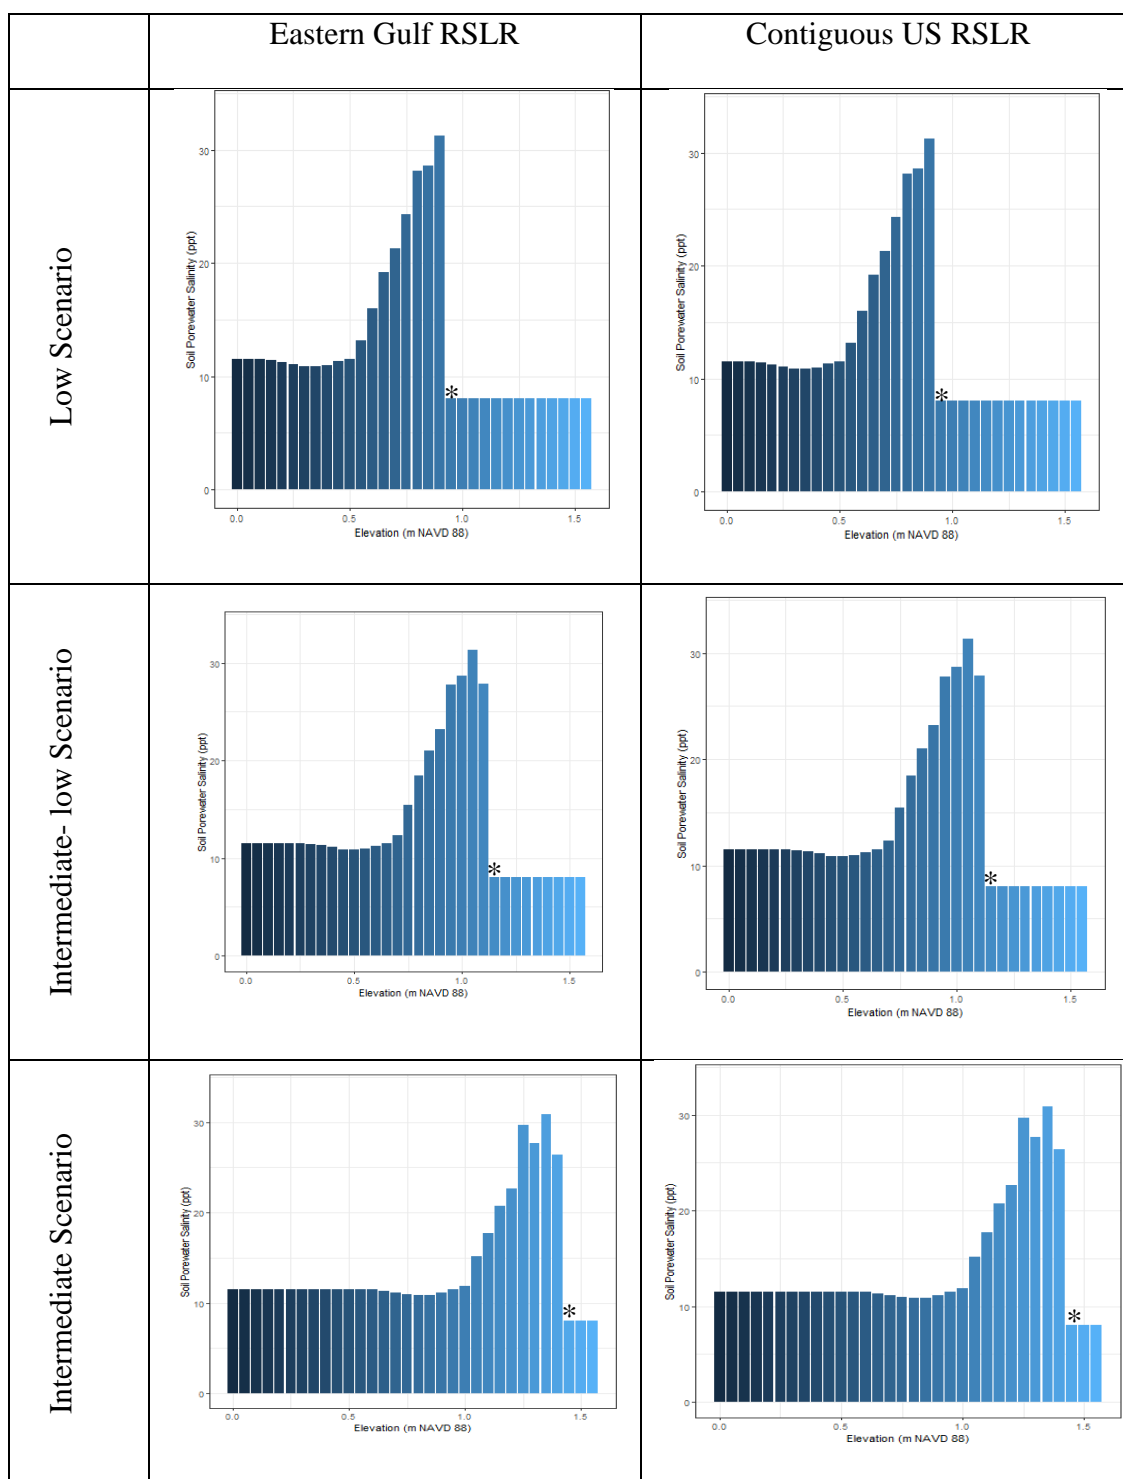 Eastern Gulf RSLR
Contiguous US RSLR
Low Scenario
Soil Porewater Salinity (ppt)
30
20
10
0
*
0.0 0.5 1.0 1.5
Elevation (m NAVD 88)
Soil Porewater Salinity (ppt)
30
20
10
0
*
0.0 0.5 1.0 1.5
Elevation (m NAVD 88)
Intermediate- low Scenario
Soil Porewater Salinity (ppt)
30
20
10
0
*
0.0 0.5 1.0 1.5
Elevation (m NAVD 88)
Soil Porewater Salinity (ppt)
30
20
10
0
*
0.0 0.5 1.0 1.5
Elevation (m NAVD 88)
Intermediate Scenario
Soil Porewater Salinity (ppt)
30
20
10
0
*
0.0 0.5 1.0 1.5
Elevation (m NAVD 88)
Soil Porewater Salinity (ppt)
30
20
10
0
*
0.0 0.5 1.0 1.5
Elevation (m NAVD 88)